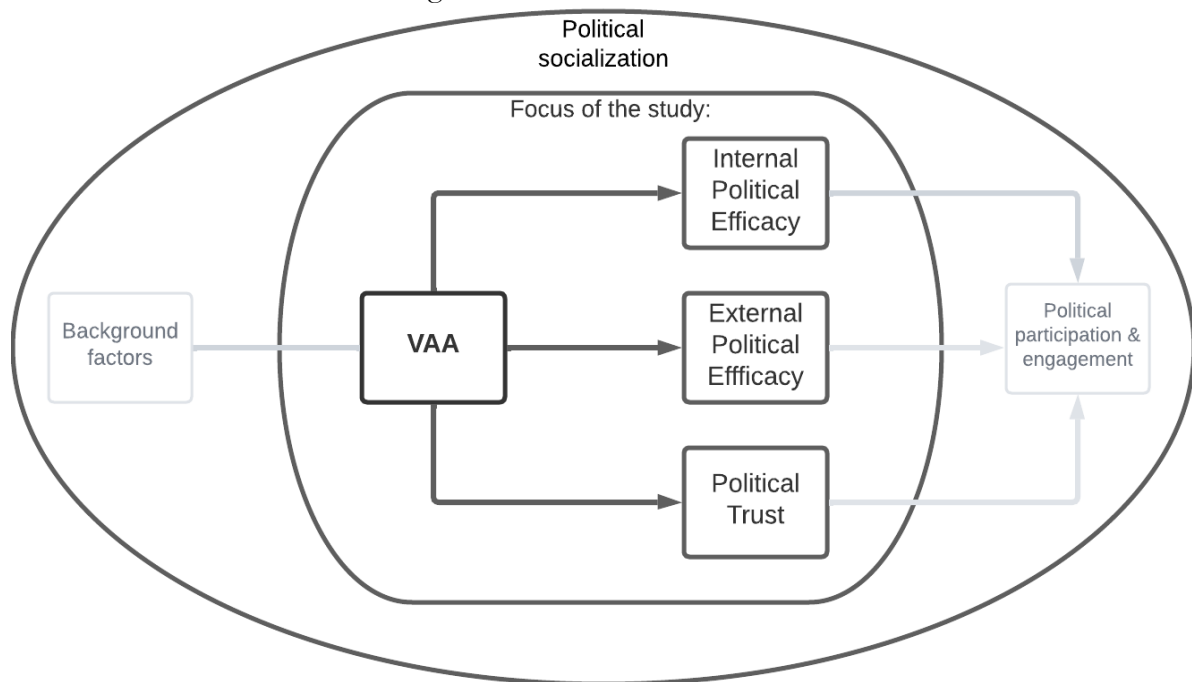 Political
socialization
Focus of the study:
Internal
Political
Efficacy
Background
factors
VAA
External
Political
Effficacy
Political
participation &
engagement
Political
Trust